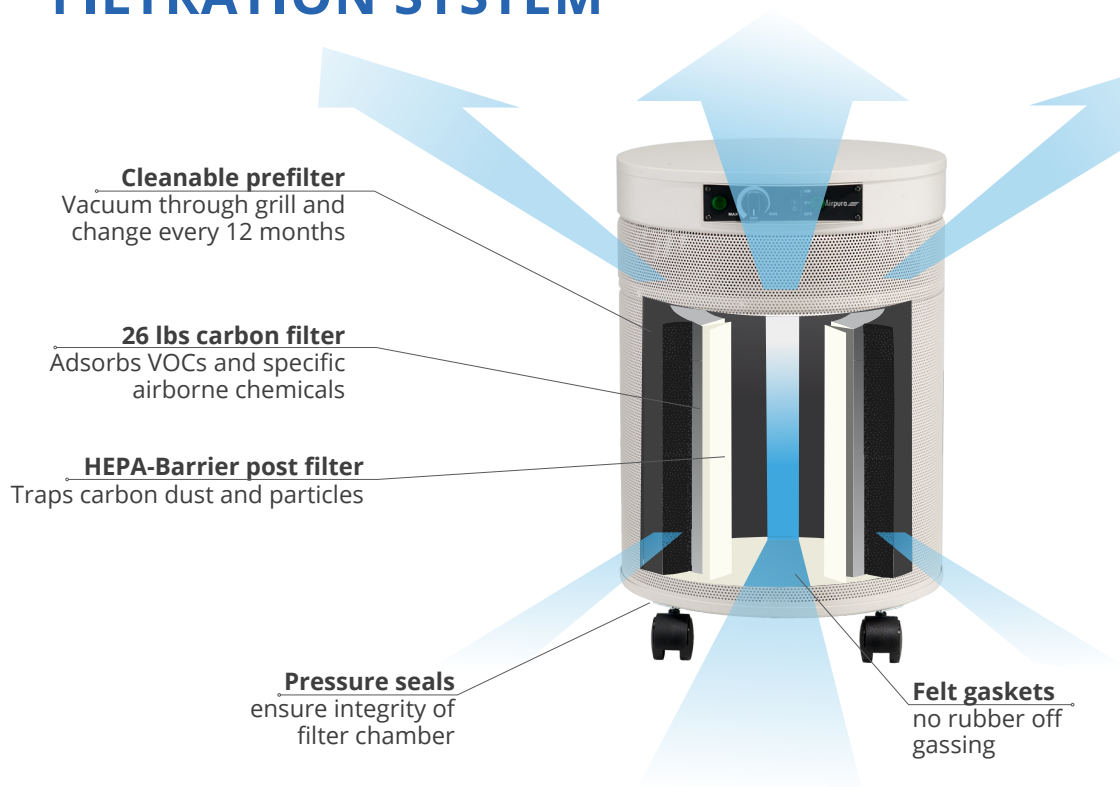 FILTRATION SYSTEM
Cleanable prefilter
Vacuum through grill and
change every 12 months
26 lbs carbon filter
Adsorbs VOCs and specific
airborne chemicals
HEPA-Barrier post filter
Traps carbon dust and particles
Pressure seals
ensure integrity of
filter chamber
Felt gaskets
no rubber off
gassing
MAX
Airpura